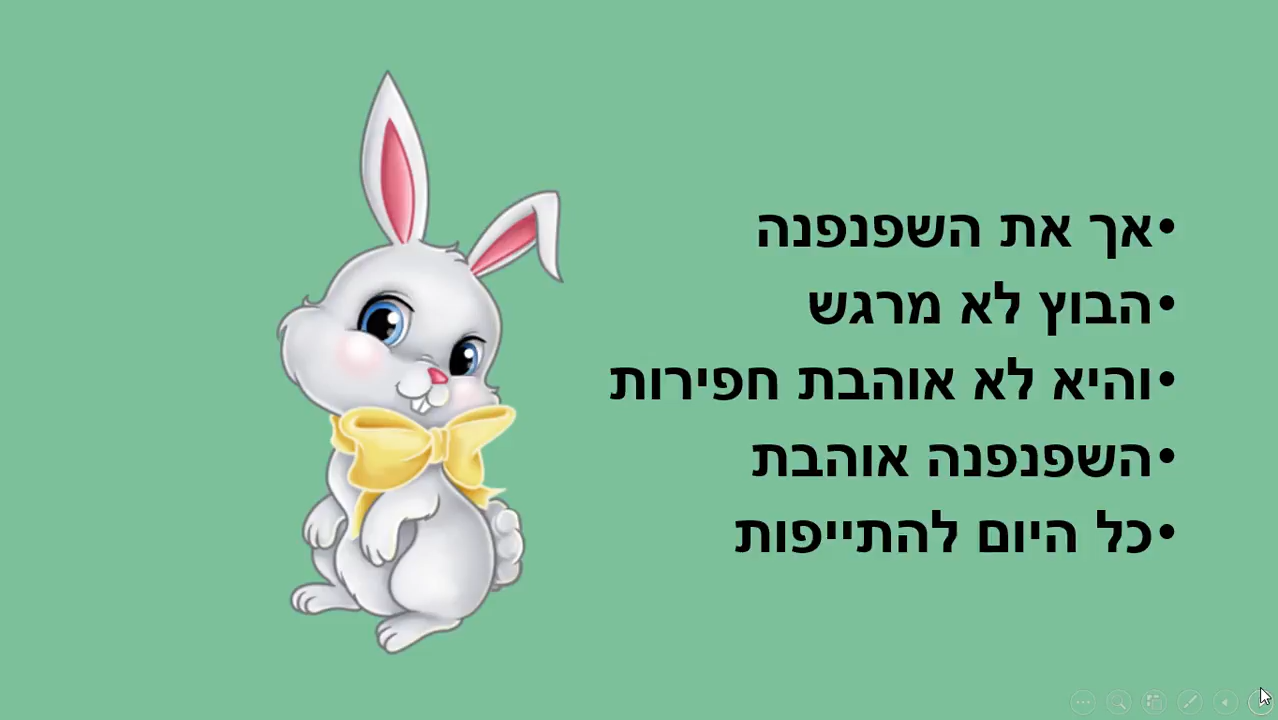 •אך את השפנפנה
•הבוץ לא מרגש
•והיא לא אוהבת חפירות
•השפנפנה אוהבת
•כל היום להתייפות